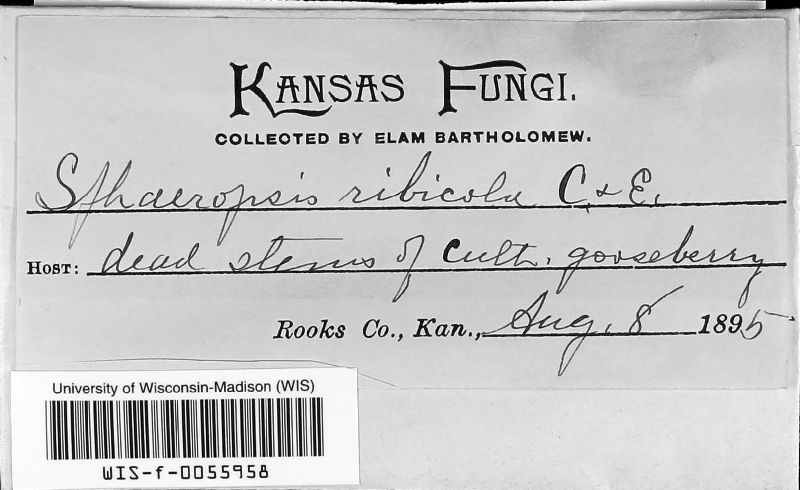 KANSAS FUNGI.
COLLECTED BY ELAM BARTHOLOMEW.
Sphaeropsis ribicola C. & E.
HOST: dead stems of cult. gooseberry
Rooks Co., Kan., Aug. 8 1895
University of Wisconsin-Madison (WIS)
WIS-f-0055958